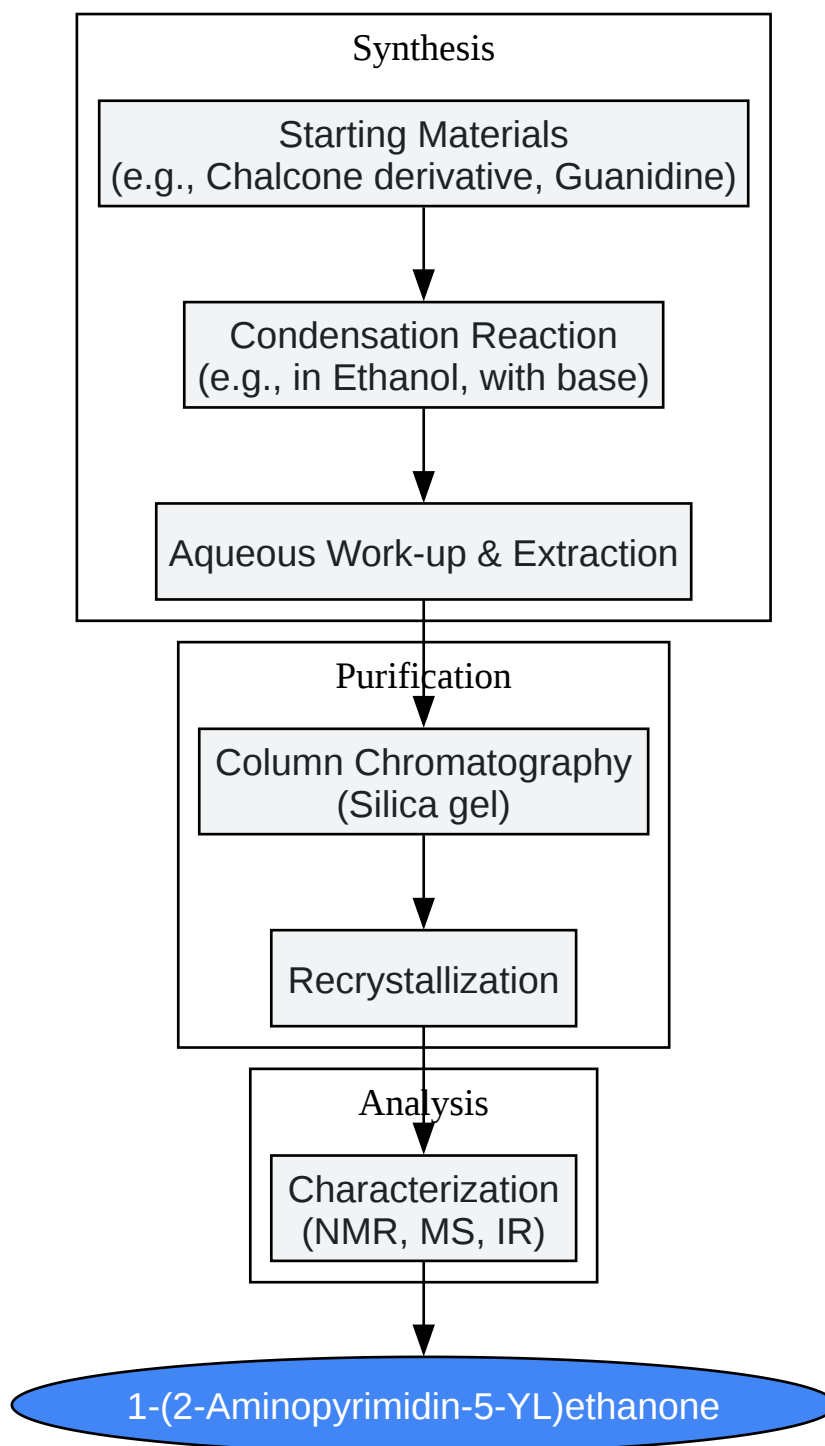 Synthesis
Starting Materials
(e.g., Chalcone derivative, Guanidine)
Condensation Reaction
(e.g., in Ethanol, with base)
Aqueous Work-up & Extraction
Purification
Column Chromatography
(Silica gel)
Recrystallization
Analysis
Characterization
(NMR, MS, IR)
1-(2-Aminopyrimidin-5-YL)ethanone